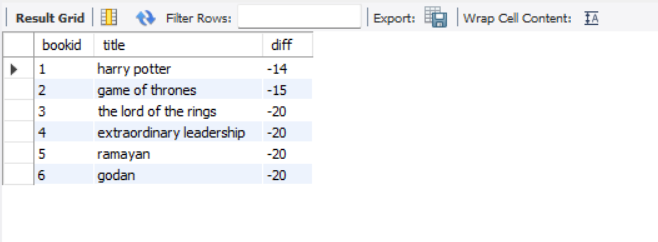 Result Grid Filter Rows: Export: Wrap Cell Content: IA
bookid title diff
1 harry potter -14
2 game of thrones -15
3 the lord of the rings -20
4 extraordinary leadership -20
5 ramayan -20
6 godan -20